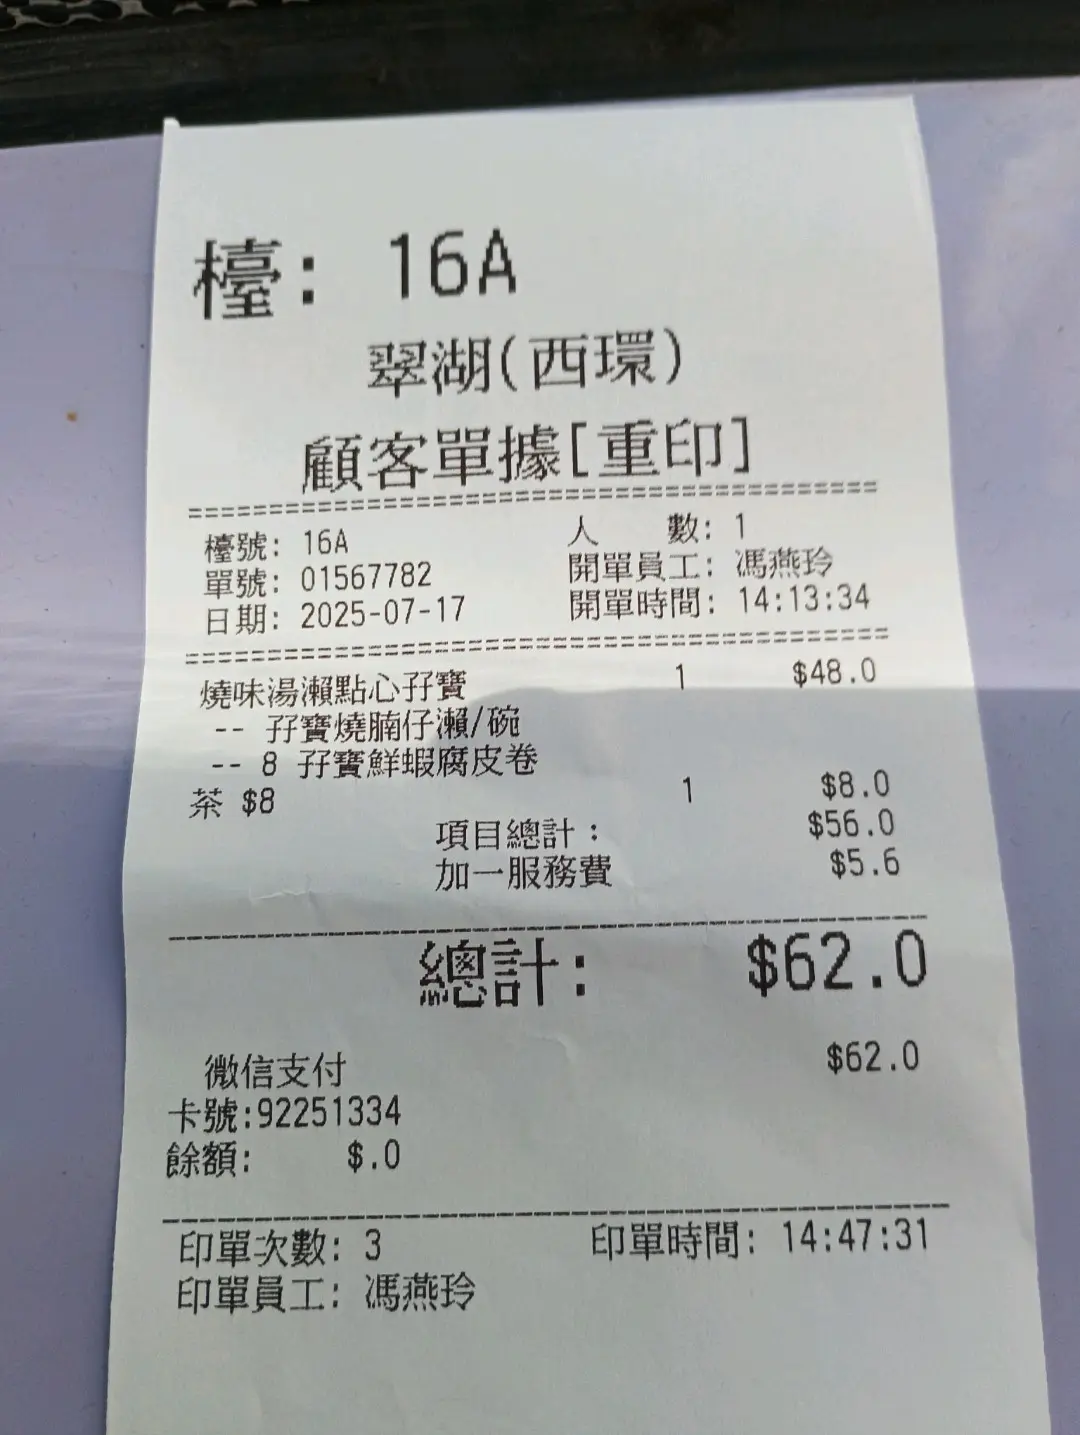 檯: 16A
翠湖(西環)
顧客單據[重印]
檯號: 16A 人 數: 1
單號: 01567782 開單員工: 馮燕玲
日期: 2025-07-17 開單時間: 14:13:34
燒味湯瀨點心孖寶 1 $48.0
-- 孖寶燒腩仔瀨/碗
-- 8 孖寶鮮蝦腐皮卷
茶 $8 1 $8.0
項目總計: $56.0
加一服務費 $5.6
總計: $62.0
微信支付 $62.0
卡號:92251334
餘額: $.0
印單次數: 3 印單時間: 14:47:31
印單員工: 馮燕玲